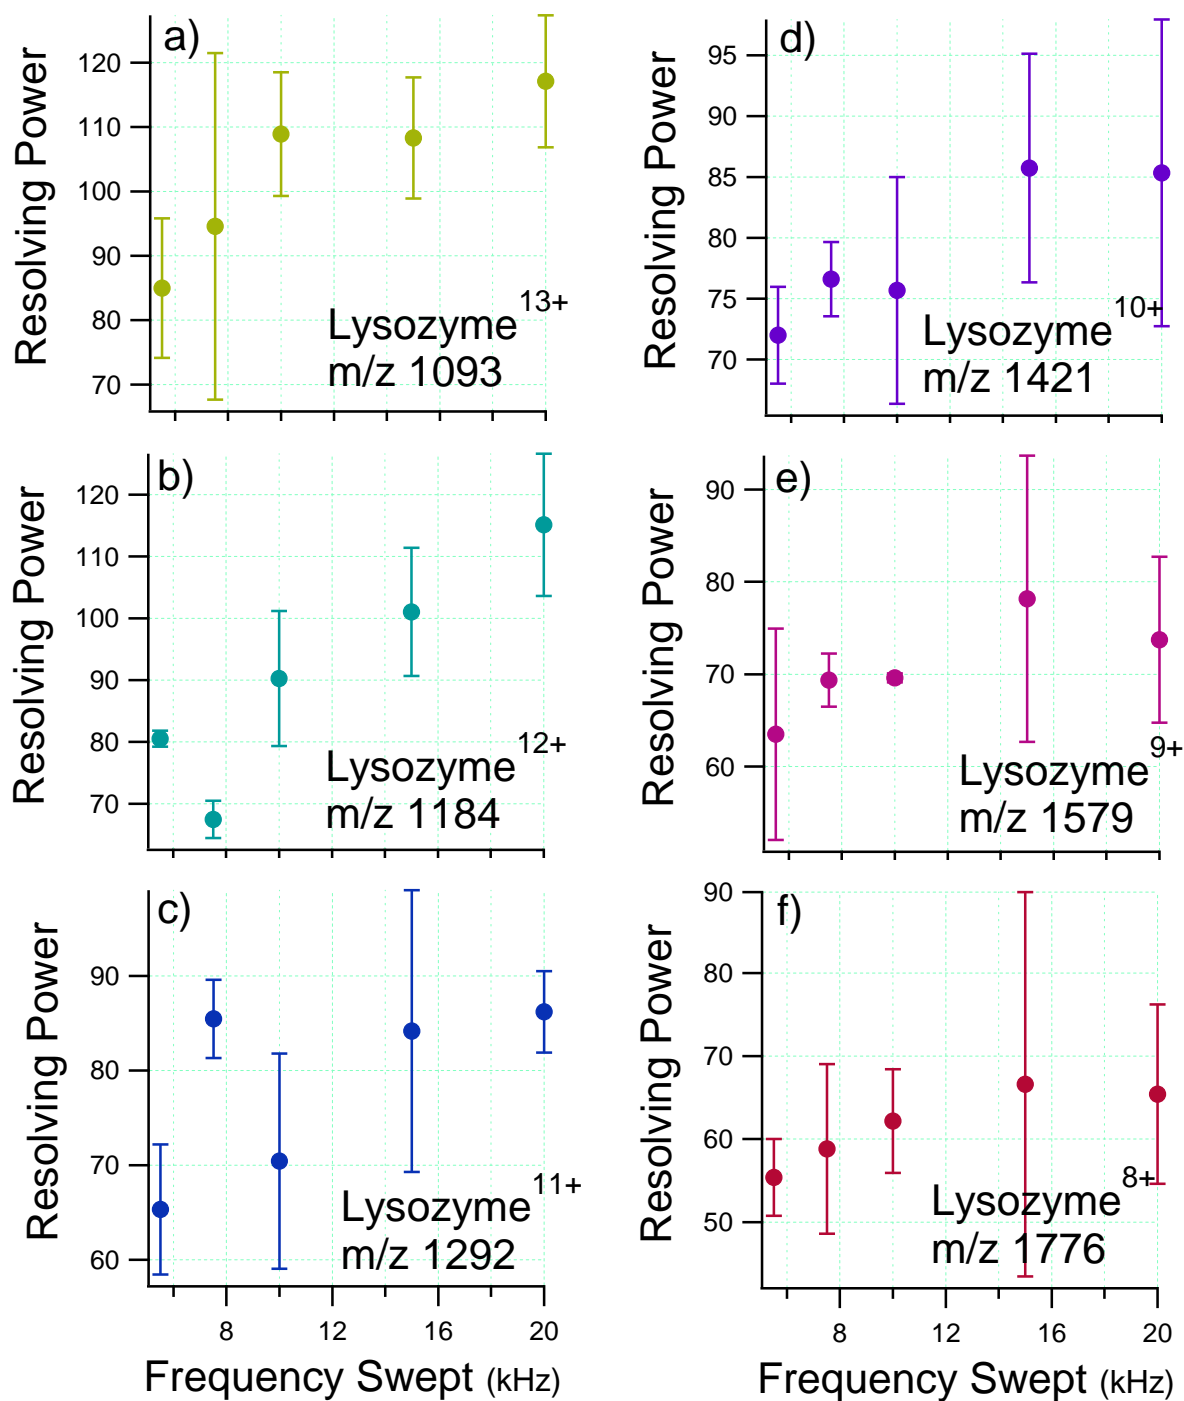 a)
120
110
100
90
80
70
Resolving Power
Lysozyme 13+
m/z 1093
b)
120
110
100
90
80
70
Resolving Power
Lysozyme 12+
m/z 1184
c)
90
80
70
60
Resolving Power
Lysozyme 11+
m/z 1292
8
12
16
20
Frequency Swept (kHz)
d)
95
90
85
80
75
70
Resolving Power
Lysozyme 10+
m/z 1421
e)
90
80
70
60
Resolving Power
Lysozyme 9+
m/z 1579
f)
90
80
70
60
50
Resolving Power
Lysozyme 8+
m/z 1776
8
12
16
20
Frequency Swept (kHz)